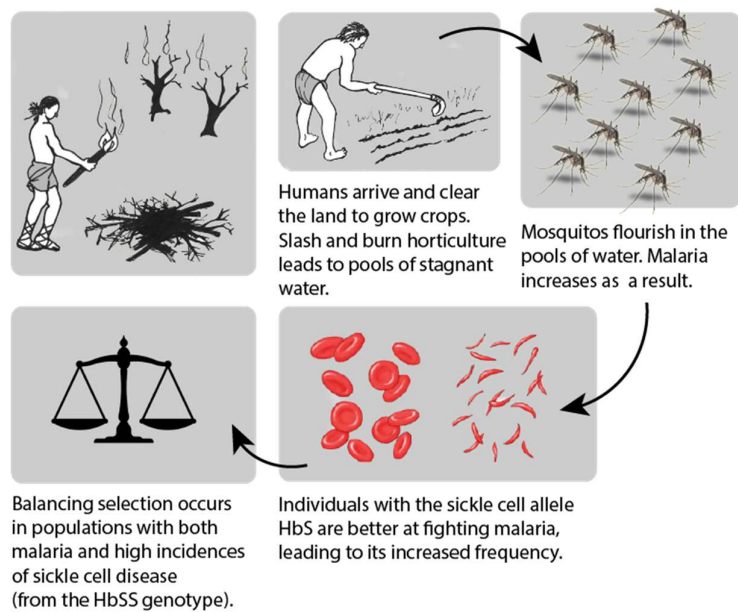 Humans arrive and clear
the land to grow crops.
Slash and burn horticulture
leads to pools of stagnant
water.
Mosquitos flourish in the
pools of water. Malaria
increases as  a result.
Individuals with the sickle cell allele
HbS are better at fighting malaria,
leading to its increased frequency.
Balancing selection occurs
in populations with both
malaria and high incidences
of sickle cell disease
(from the HbSS genotype).